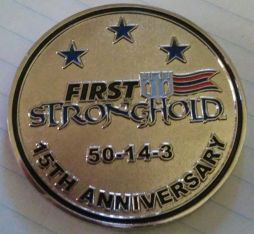 FIRST
STRONGHOLD
50-14-3
15TH ANNIVERSARY